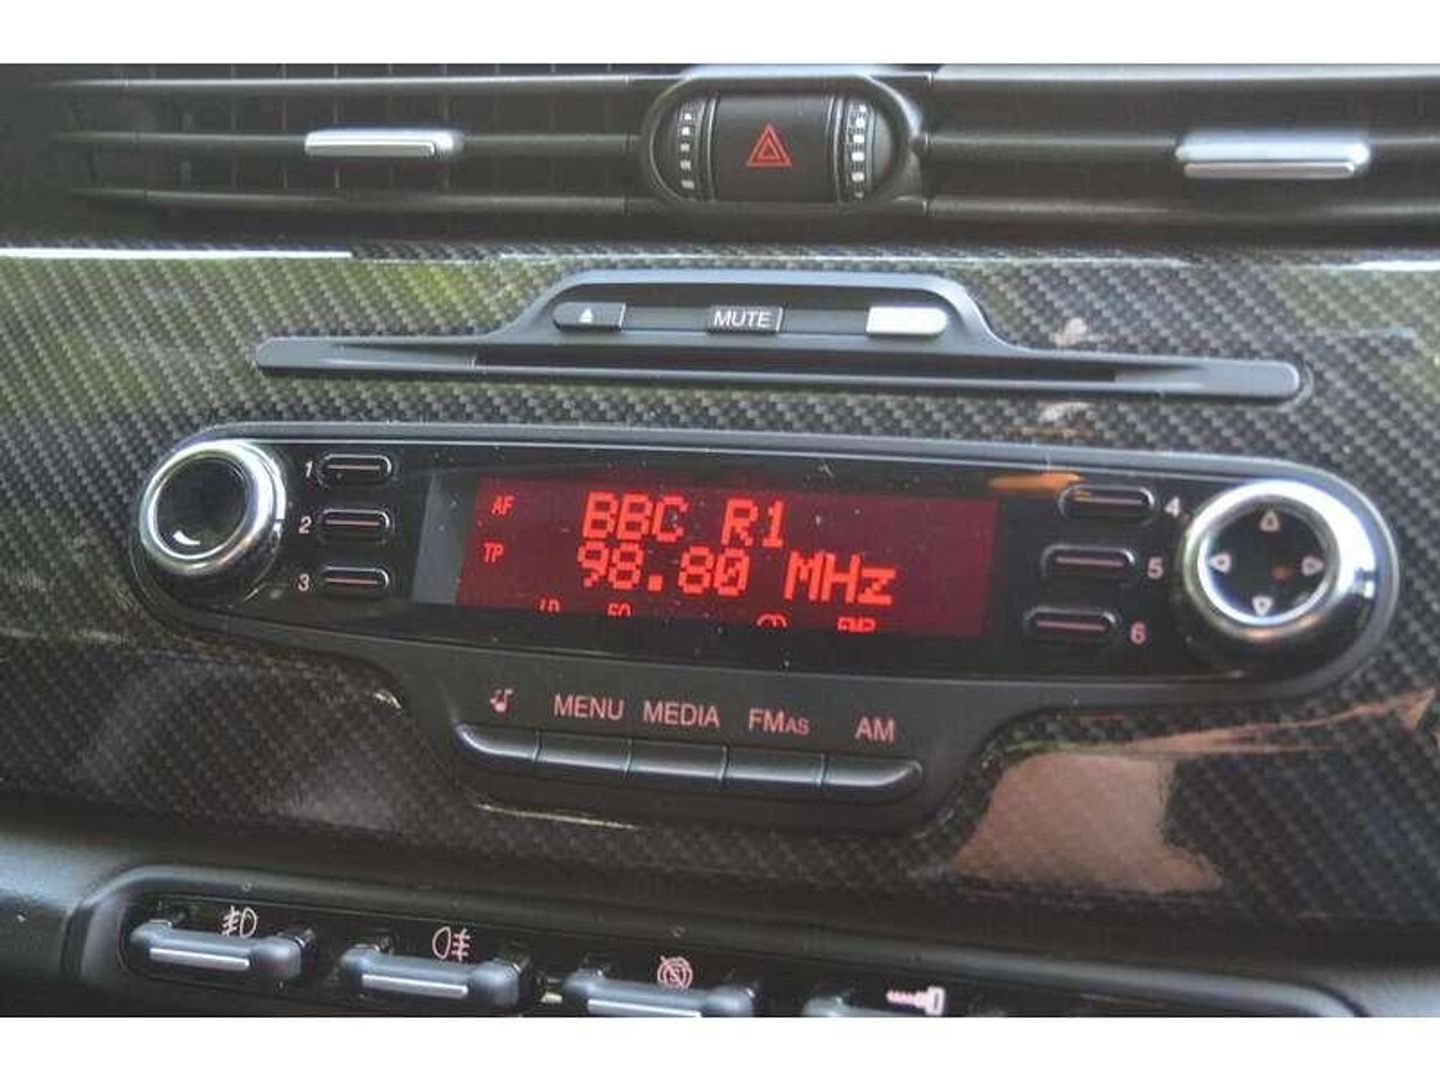 MUTE
1
2
3
AF
BBC R1
TP
98.80 MHz
4
5
6
MENU MEDIA FMAS AM